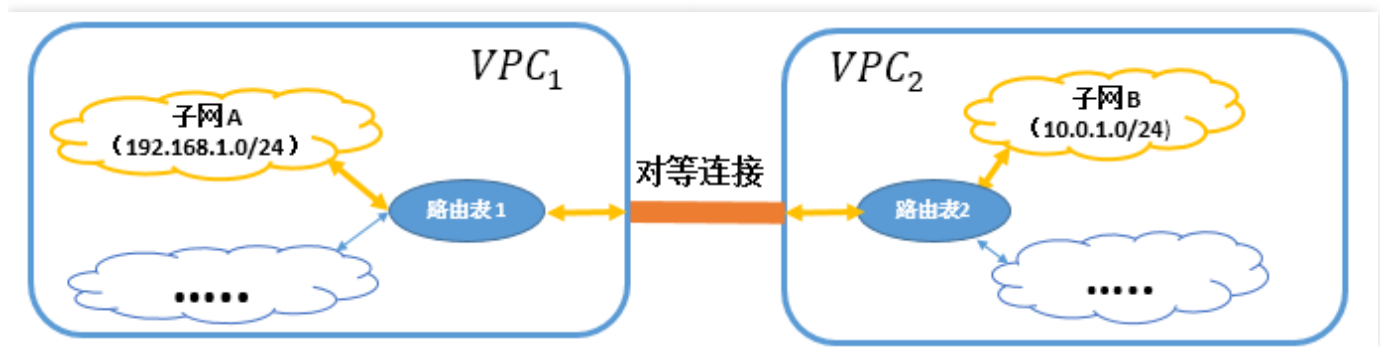 VPC₁
子网A
（192.168.1.0/24）
路由表1
•••••
对等连接
VPC₂
子网B
（10.0.1.0/24)
路由表2
•••••